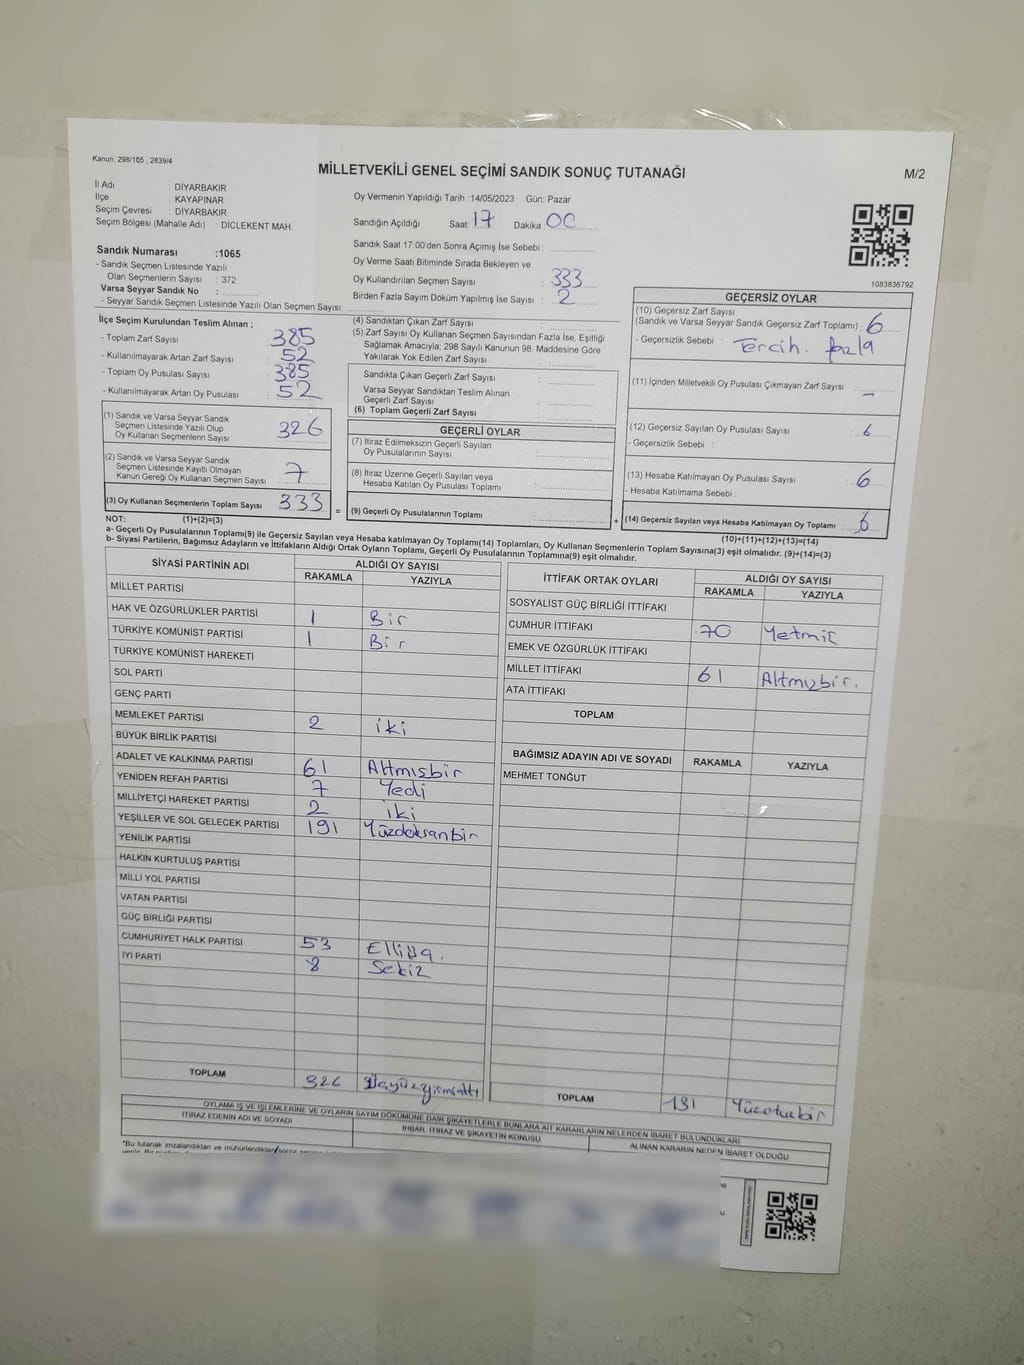 Kanun; 298/105 , 2839/4
MİLLETVEKİLİ GENEL SEÇİMİ SANDIK SONUÇ TUTANAĞI
M/2
İl Adı : DİYARBAKIR
İlçe : KAYAPINAR
Seçim Çevresi : DİYARBAKIR
Seçim Bölgesi (Mahalle Adı) : DİCLEKENT MAH.
Sandık Numarası :1065
- Sandık Seçmen Listesinde Yazılı
Olan Seçmenlerin Sayısı : 372
Varsa Seyyar Sandık No :
- Seyyar Sandık Seçmen Listesinde Yazılı Olan Seçmen Sayısı:
Oy Vermenin Yapıldığı Tarih :14/05/2023 Gün: Pazar
Sandığın Açıldığı Saat: 17 Dakika: 00
Sandık Saat 17:00'den Sonra Açımış İse Sebebi :
Oy Verme Saati Bitiminde Sırada Bekleyen ve
Oy Kullandırılan Seçmen Sayısı : 333
Birden Fazla Sayım Döküm Yapılmış İse Sayısı : 2
1083836792
İlçe Seçim Kurulundan Teslim Alınan ;
- Toplam Zarf Sayısı 385
- Kullanılmayarak Artan Zarf Sayısı 52
- Toplam Oy Pusulası Sayısı 385
- Kullanılmayarak Artan Oy Pusulası 52
(1) Sandık ve Varsa Seyyar Sandık
Seçmen Listesinde Yazılı Olup
Oy Kullanan Seçmenlerin Sayısı 326
(2) Sandık ve Varsa Seyyar Sandık
Seçmen Listesinde Kayıtlı Olmayan
Kanun Gereği Oy Kullanan Seçmen Sayısı 7
(3) Oy Kullanan Seçmenlerin Toplam Sayısı 333
(4) Sandıktan Çıkan Zarf Sayısı :
(5) Zarf Sayısı Oy Kullanan Seçmen Sayısından Fazla İse, Eşitliği
Sağlamak Amacıyla; 298 Sayılı Kanunun 98. Maddesine Göre
Yakılarak Yok Edilen Zarf Sayısı :
Sandıkta Çıkan Geçerli Zarf Sayısı :
Varsa Seyyar Sandıktan Teslim Alınan
Geçerli Zarf Sayısı :
(6) Toplam Geçerli Zarf Sayısı :
GEÇERLİ OYLAR
(7) İtiraz Edilmeksizin Geçerli Sayılan
Oy Pusulalarının Sayısı :
(8) İtiraz Üzerine Geçerli Sayılan veya
Hesaba Katılan Oy Pusulası Toplamı :
= (9) Geçerli Oy Pusulalarının Toplamı : +
GEÇERSİZ OYLAR
(10) Geçersiz Zarf Sayısı
(Sandık ve Varsa Seyyar Sandık Geçersiz Zarf Toplamı) : 6
- Geçersizlik Sebebi : Tercih. fazla
(11) İçinden Milletvekili Oy Pusulası Çıkmayan Zarf Sayısı : -
(12) Geçersiz Sayılan Oy Pusulası Sayısı : 6
- Geçersizlik Sebebi :
(13) Hesaba Katılmayan Oy Pusulası Sayısı : 6
- Hesaba Katılmama Sebebi :
(14) Geçersiz Sayılan veya Hesaba Katılmayan Oy Toplamı : 6
NOT: (1)+(2)=(3)
(10)+(11)+(12)+(13)=(14)
a- Geçerli Oy Pusulalarının Toplamı(9) ile Geçersiz Sayılan veya Hesaba Katılmayan Oy Toplamı(14) Toplamları, Oy Kullanan Seçmenlerin Toplam Sayısına(3) eşit olmalıdır. (9)+(14)=(3)
b- Siyasi Partilerin, Bağımsız Adayların ve İttifakların Aldığı Ortak Oyların Toplamı, Geçerli Oy Pusulalarının Toplamına(9) eşit olmalıdır.
SİYASİ PARTİNİN ADI ALDIĞI OY SAYISI
RAKAMLA YAZIYLA
MİLLET PARTİSİ
HAK VE ÖZGÜRLÜKLER PARTİSİ 1 Bir
TÜRKİYE KOMÜNİST PARTİSİ 1 Bir
TÜRKİYE KOMÜNİST HAREKETİ
SOL PARTİ
GENÇ PARTİ
MEMLEKET PARTİSİ 2 iki
BÜYÜK BİRLİK PARTİSİ
ADALET VE KALKINMA PARTİSİ 61 Altmışbir
YENİDEN REFAH PARTİSİ 7 Yedi
MİLLİYETÇİ HAREKET PARTİSİ 2 iki
YEŞİLLER VE SOL GELECEK PARTİSİ 191 Yüzdoksanbir
YENİLİK PARTİSİ
HALKIN KURTULUŞ PARTİSİ
MİLLİ YOL PARTİSİ
VATAN PARTİSİ
GÜÇ BİRLİĞİ PARTİSİ
CUMHURİYET HALK PARTİSİ 53
İYİ PARTİ 8 Sekiz
TOPLAM 326
İTTİFAK ORTAK OYLARI ALDIĞI OY SAYISI
RAKAMLA YAZIYLA
SOSYALİST GÜÇ BİRLİĞİ İTTİFAKI
CUMHUR İTTİFAKI 70 Yetmiş
EMEK VE ÖZGÜRLÜK İTTİFAKI
MİLLET İTTİFAKI 61 Altmışbir.
ATA İTTİFAKI
TOPLAM
BAĞIMSIZ ADAYIN ADI VE SOYADI RAKAMLA YAZIYLA
MEHMET TONĞUT
TOPLAM 131 Yüzotuzbir
OYLAMA İŞ VE İŞLEMLERİNE VE OYLARIN SAYIM DÖKÜMÜNE DAİR ŞİKAYETLERLE BUNLARA AİT KARARLARIN NELERDEN İBARET BULUNDUKLARI
İTİRAZ EDENİN ADI VE SOYADI İHBAR, İTİRAZ VE ŞİKAYETİN KONUSU ALINAN KARARIN NEDEN İBARET OLDUĞU
"Bu tutanak imzalandıktan ve mühürlendikten sonra